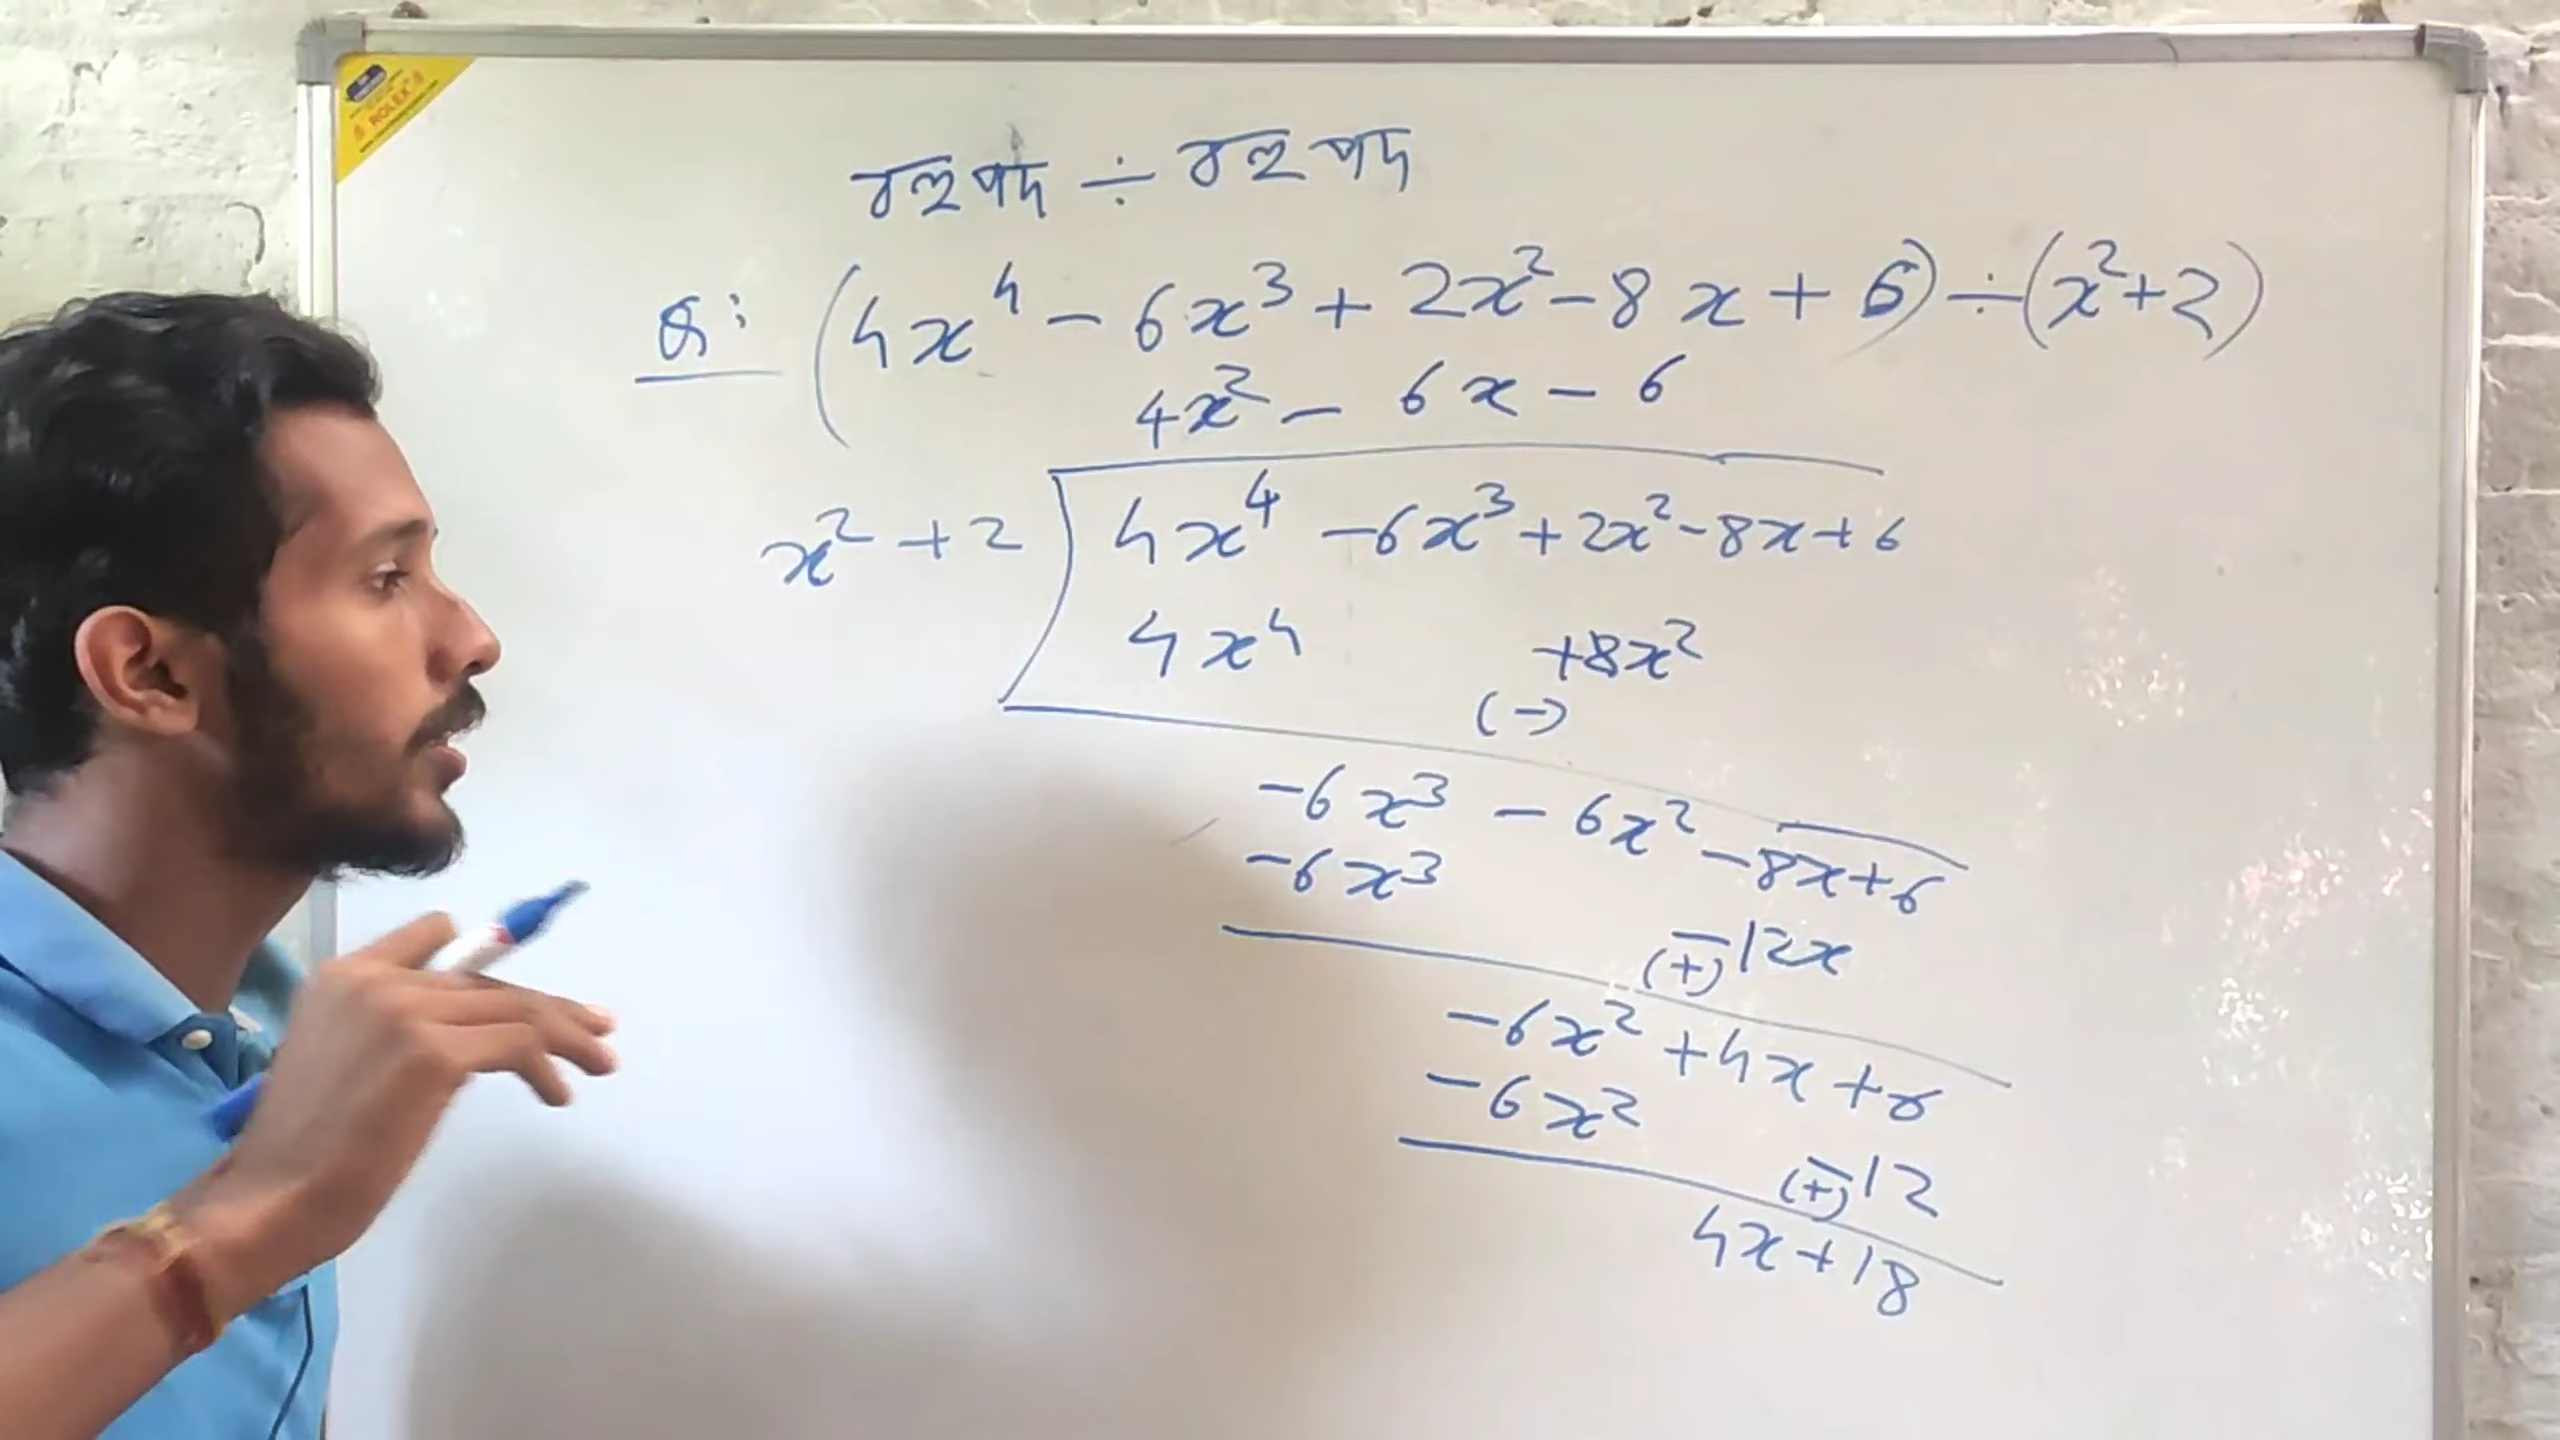 ROLEX
বহুপদ ÷ বহুপদ
Q: (4x⁴ - 6x³ + 2x² - 8x + 6) ÷ (x² + 2)
4x² - 6x - 6
x² + 2 4x⁴ - 6x³ + 2x² - 8x + 6
4x⁴ + 8x²
(-)
-6x³ - 6x² - 8x + 6
-6x³ - 12x
(+)
-6x² + 4x + 6
-6x² - 12
(+)
4x + 18